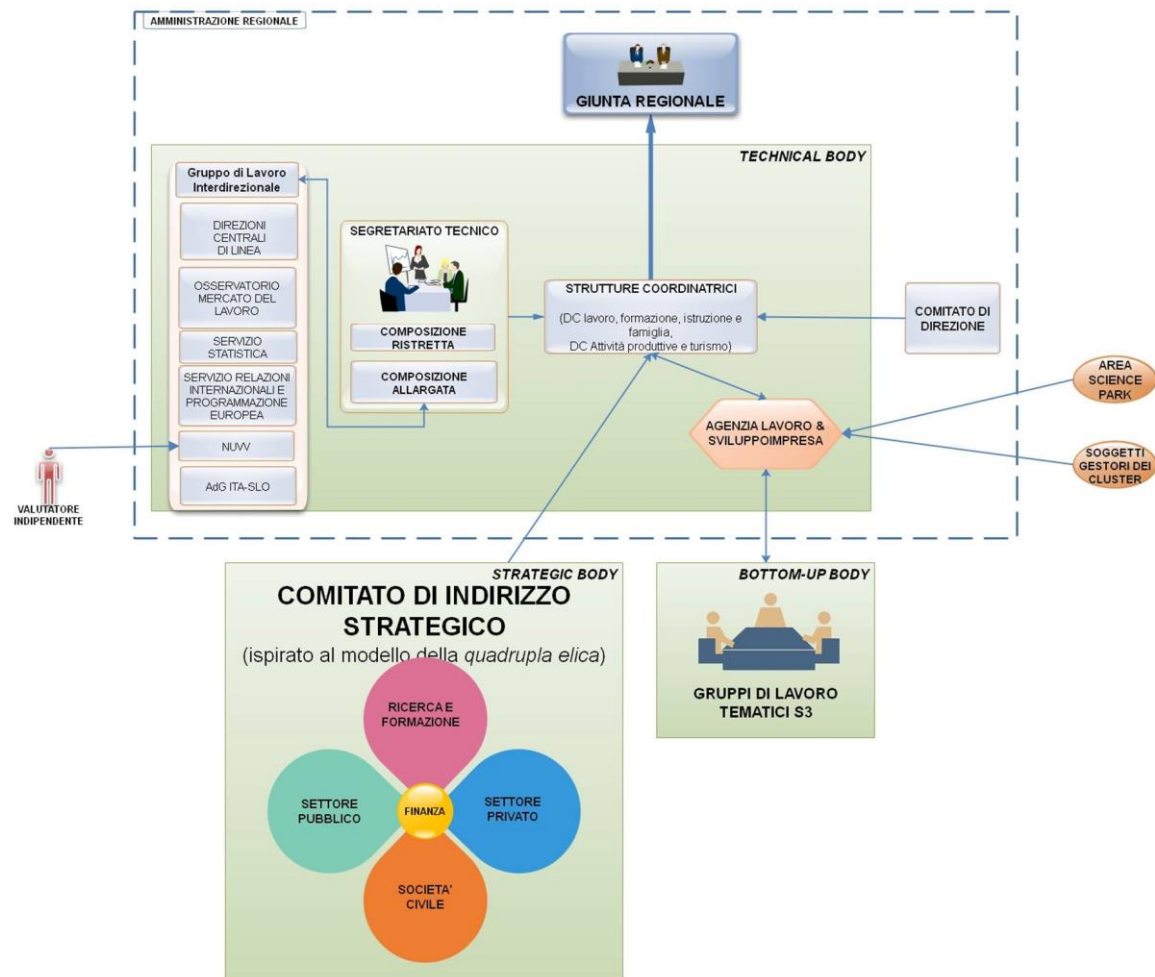 AMMINISTRAZIONE REGIONALE
GIUNTA REGIONALE
TECHNICAL BODY
Gruppo di Lavoro
Interdirezionale
DIREZIONI
CENTRALI
DI LINEA
OSSERVATORIO
MERCATO DEL
LAVORO
SERVIZIO
STATISTICA
SERVIZIO RELAZIONI
INTERNAZIONALI E
PROGRAMMAZIONE
EUROPEA
NUVV
AdG ITA-SLO
SEGRETARIATO TECNICO
COMPOSIZIONE
RISTRETTA
COMPOSIZIONE
ALLARGATA
STRUTTURE COORDINATRICI
(DC lavoro, formazione, istruzione e
famiglia,
DC Attività produttive e turismo)
COMITATO DI
DIREZIONE
AGENZIA LAVORO &
SVILUPPOIMPRESA
AREA
SCIENCE
PARK
SOGGETTI
GESTORI DEI
CLUSTER
VALUTATORE
INDIPENDENTE
STRATEGIC BODY
COMITATO DI INDIRIZZO
STRATEGICO
(ispirato al modello della quadrupla elica)
RICERCA E
FORMAZIONE
SETTORE
PUBBLICO
FINANZA
SETTORE
PRIVATO
SOCIETA'
CIVILE
BOTTOM-UP BODY
GRUPPI DI LAVORO
TEMATICI S3